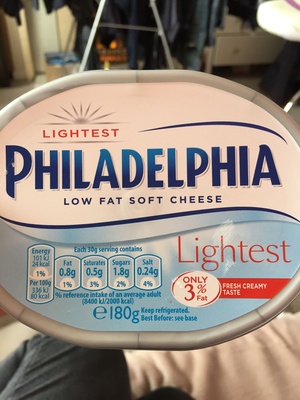 LIGHTEST
PHILADELPHIA
LOW FAT SOFT CHEESE
Lightest
Each 30g serving contains
Energy
101 kJ
24 kcal
1%
Per 100g
336 kJ
80 kcal
Fat
0.8g
1%
Saturates
0.5g
3%
Sugars
1.8g
2%
Salt
0.24g
4%
% reference intake of an average adult
(8400 kJ/2000 kcal)
ONLY
3%
Fat
FRESH CREAMY
TASTE
e180g
Keep refrigerated.
Best Before: see base